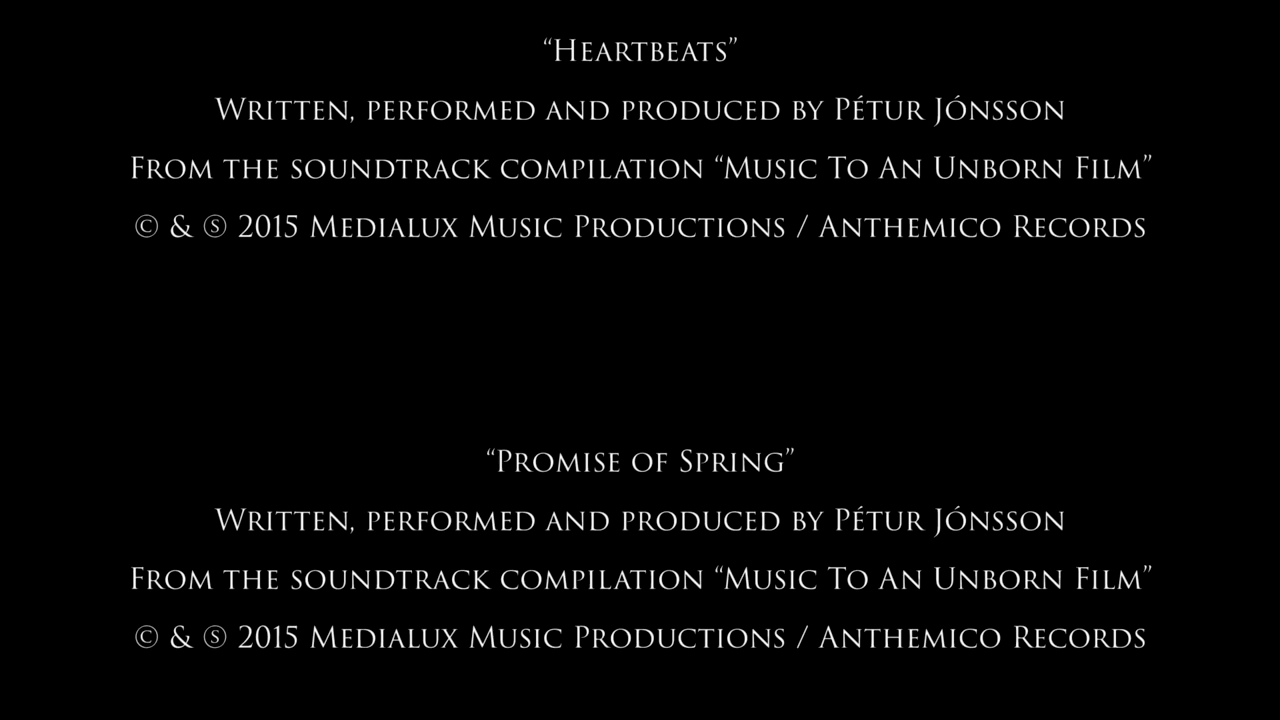 “Heartbeats”
Written, performed and produced by Pétur Jónsson
From the soundtrack compilation “Music To An Unborn Film”
© & Ⓢ 2015 Medialux Music Productions / Anthemico Records
“Promise of Spring”
Written, performed and produced by Pétur Jónsson
From the soundtrack compilation “Music To An Unborn Film”
© & Ⓢ 2015 Medialux Music Productions / Anthemico Records